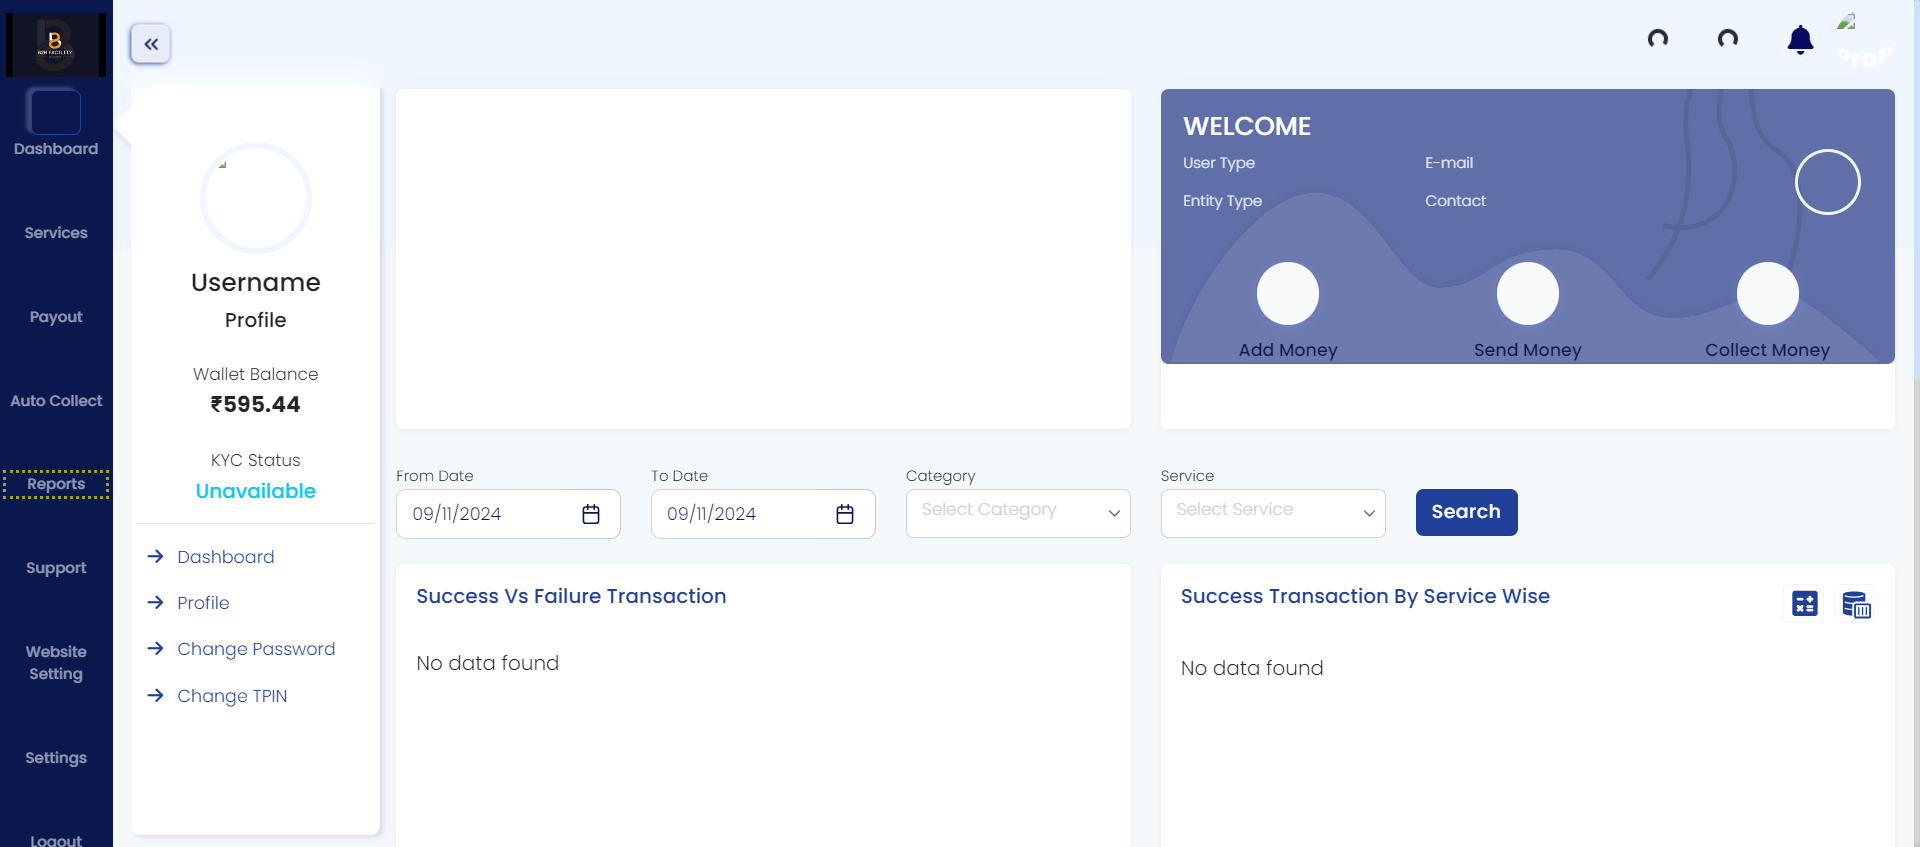 B2B FACILITY
Dashboard
Services
Payout
Auto Collect
Reports
Support
Website
Setting
Settings
Logout
Username
Profile
Wallet Balance
₹595.44
KYC Status
Unavailable
Dashboard
Profile
Change Password
Change TPIN
Prof
WELCOME
User Type
E-mail
Entity Type
Contact
Add Money
Send Money
Collect Money
From Date
To Date
Category
Service
09/11/2024
09/11/2024
Select Category
Select Service
Search
Success Vs Failure Transaction
No data found
Success Transaction By Service Wise
No data found